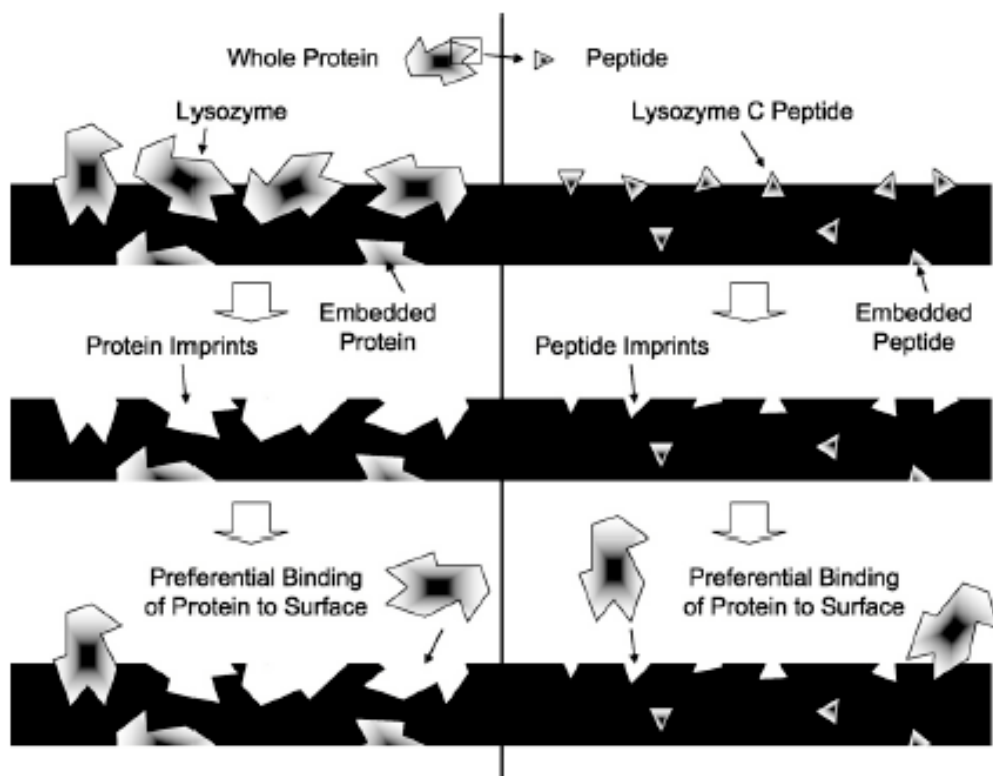 Whole Protein
Peptide
Lysozyme
Lysozyme C Peptide
Embedded
Protein
Embedded
Peptide
Protein Imprints
Peptide Imprints
Preferential Binding
of Protein to Surface
Preferential Binding
of Protein to Surface